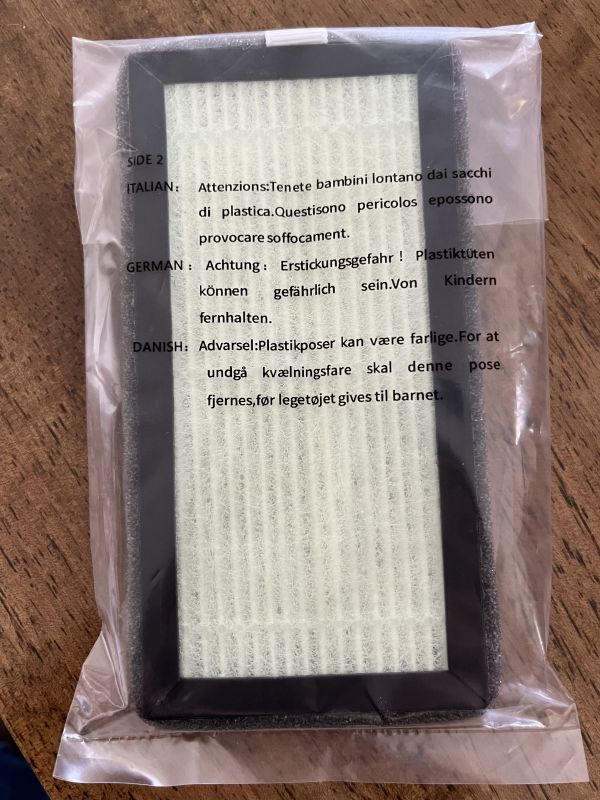 SIDE 2
ITALIAN: Attenzions:Tenete bambini lontano dai sacchi
di plastica.Questisono pericolos epossono
provocare soffocament.
GERMAN: Achtung: Erstickungsgefahr! Plastiktüten
können gefährlich sein.Von Kindern
fernhalten.
DANISH: Advarsel:Plastikposer kan være farlige.For at
undgå kvælningsfare skal denne pose
fjernes,før legetøjet gives til barnet.